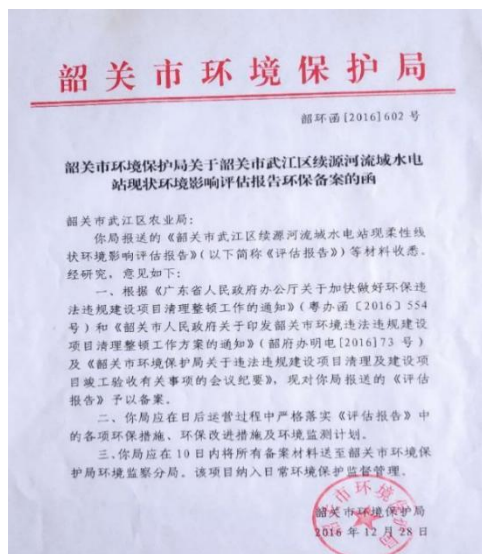 韶关市环境保护局
韶环函[2016]602 号
韶关市环境保护局关于韶关市武江区续源河流域水电
站现状环境影响评估报告环保备案的函
韶关市武江区农业局：
你局报送的《韶关市武江区续源河流域水电站现柔性线
状环境影响评估报告》（以下简称《评估报告》）等材料收悉。
经研究，意见如下：
一、根据《广东省人民政府办公厅关于加快做好环保违
法违规建设项目清理整顿工作的通知》（粤办函〔2016〕554
号）和《韶关市人民政府关于印发韶关市环境违法违规建设
项目清理整顿工作方案的通知》（韶府办明电[2016]73 号）
及《韶关市环境保护局关于违法违规建设项目清理及建设项
目竣工验收有关事项的会议纪要》，现对你局报送的《评估
报告》予以备案。
二、你局应在日后运营过程中严格落实《评估报告》中
的各项环保措施、环保改进措施及环境监测计划。
三、你局应在 10 日内将所有备案材料送至韶关市环境保
护局环境监察分局。该项目纳入日常环境保护监督管理。
韶关市环境保护局
2016 年 12 月 28 日
韶关市环境保护局